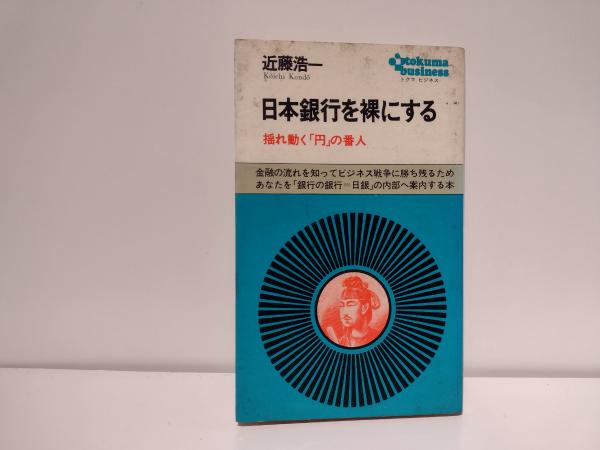 近藤浩一
Kōichi Kondō
tokuma
business
トクマ ビジネス
日本銀行を裸にする
揺れ動く「円」の番人
金融の流れを知ってビジネス戦争に勝ち残るため
あなたを「銀行の銀行=日銀」の内部へ案内する本